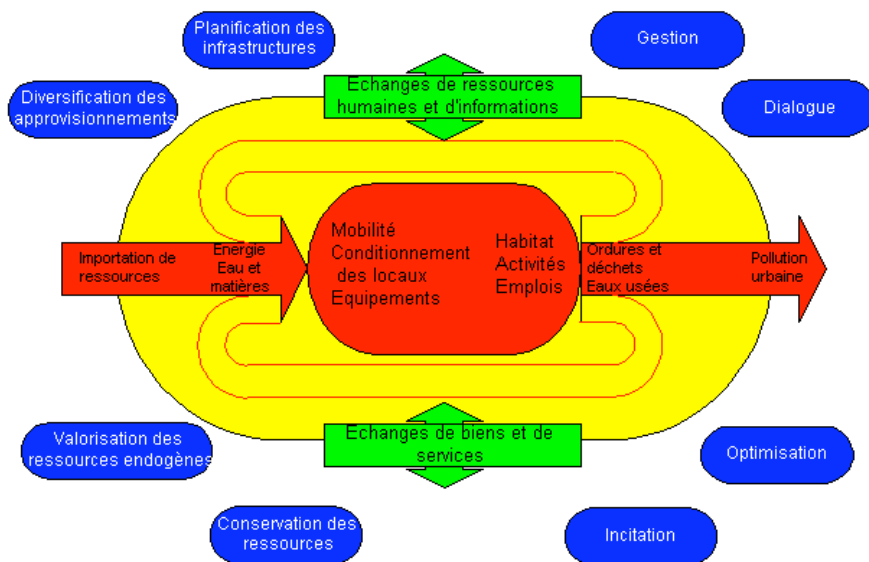 Planification des
infrastructures
Gestion
Diversification des
approvisionnements
Echanges de ressources
humaines et d'informations
Dialogue
Importation de
ressources
Energie
Eau et
matières
Mobilité
Conditionnement
des locaux
Equipements
Habitat
Activités
Emplois
Ordures et
déchets
Eaux usées
Pollution
urbaine
Valorisation des
ressources endogènes
Echanges de biens et de
services
Optimisation
Conservation des
ressources
Incitation